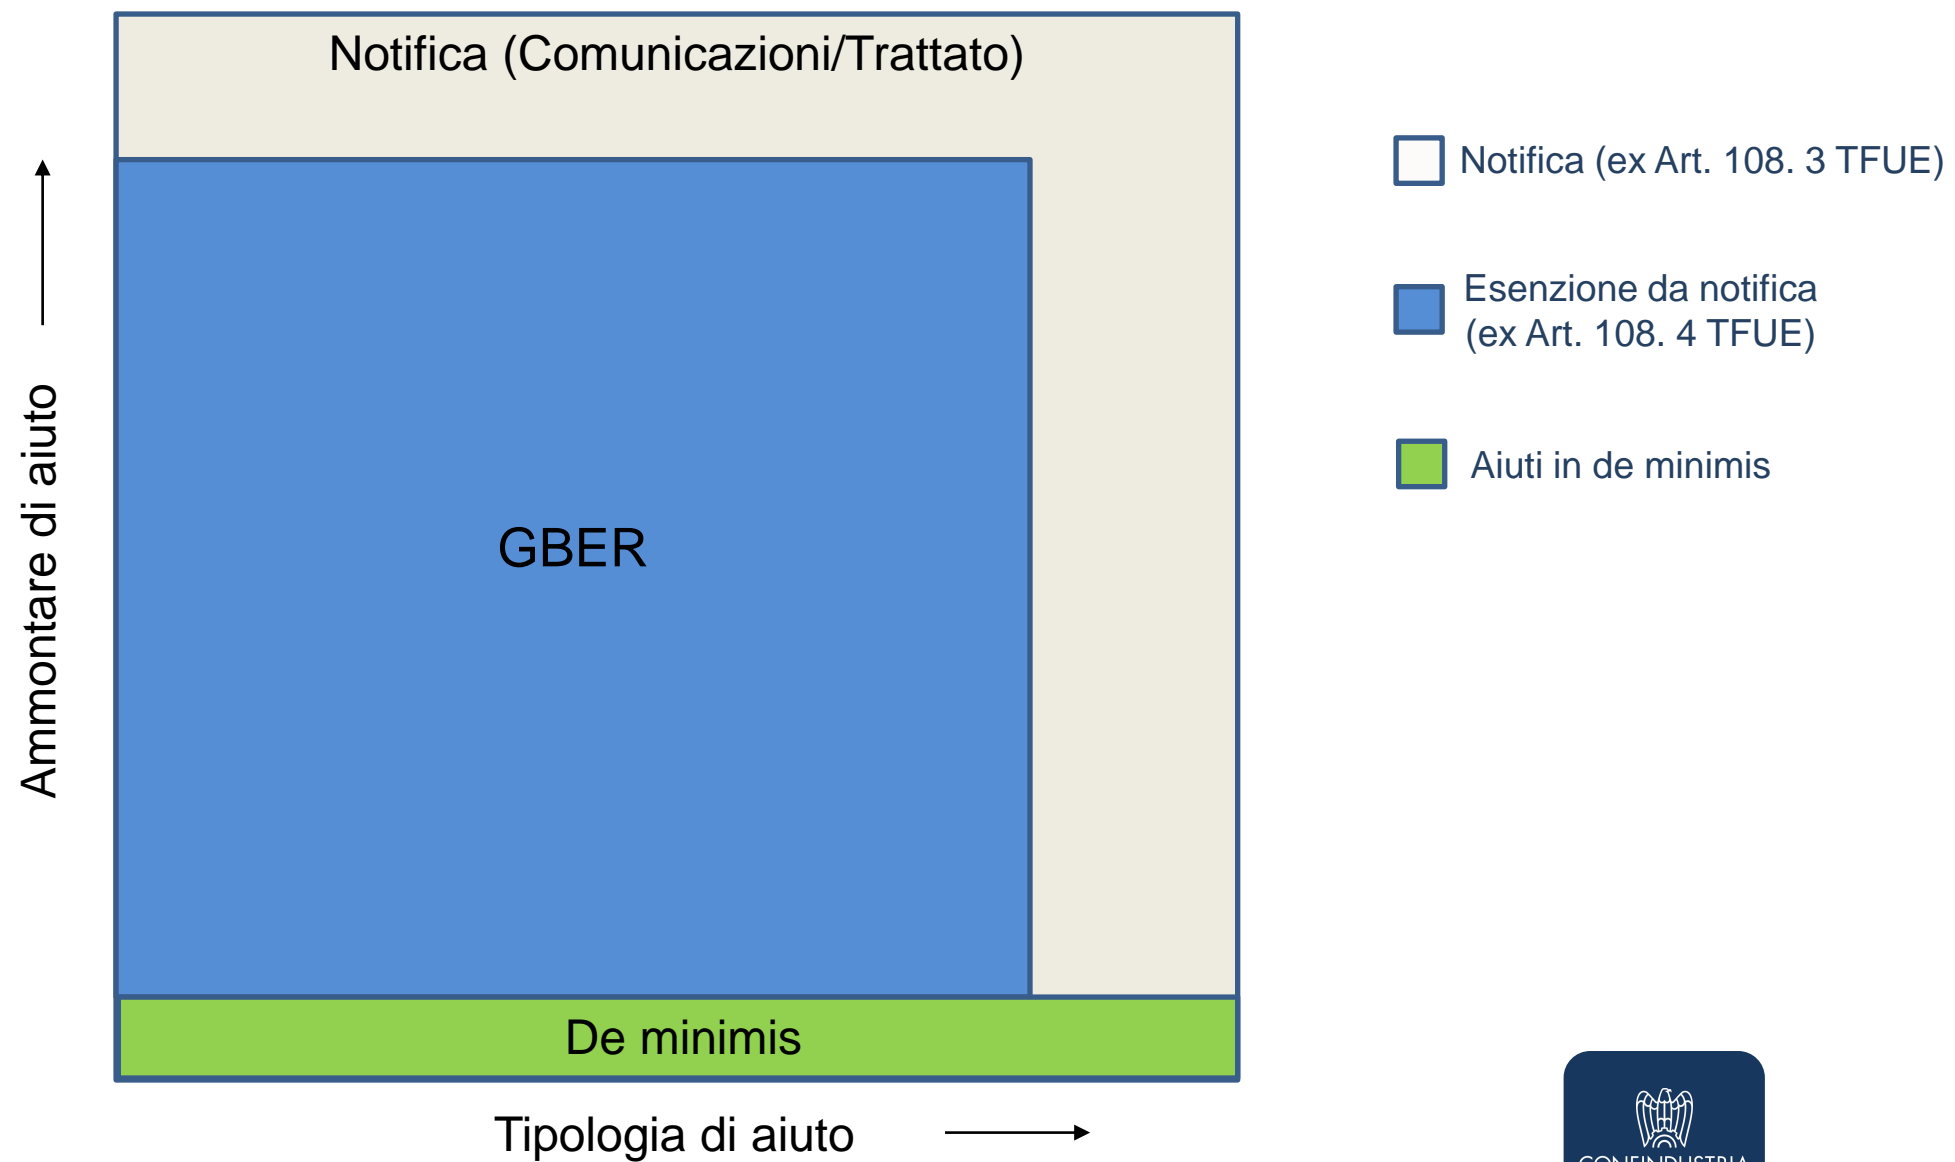 Notifica (Comunicazioni/Trattato)
Ammontare di aiuto
GBER
De minimis
Tipologia di aiuto
Notifica (ex Art. 108. 3 TFUE)
Esenzione da notifica
(ex Art. 108. 4 TFUE)
Aiuti in de minimis
CONFINDUSTRIA